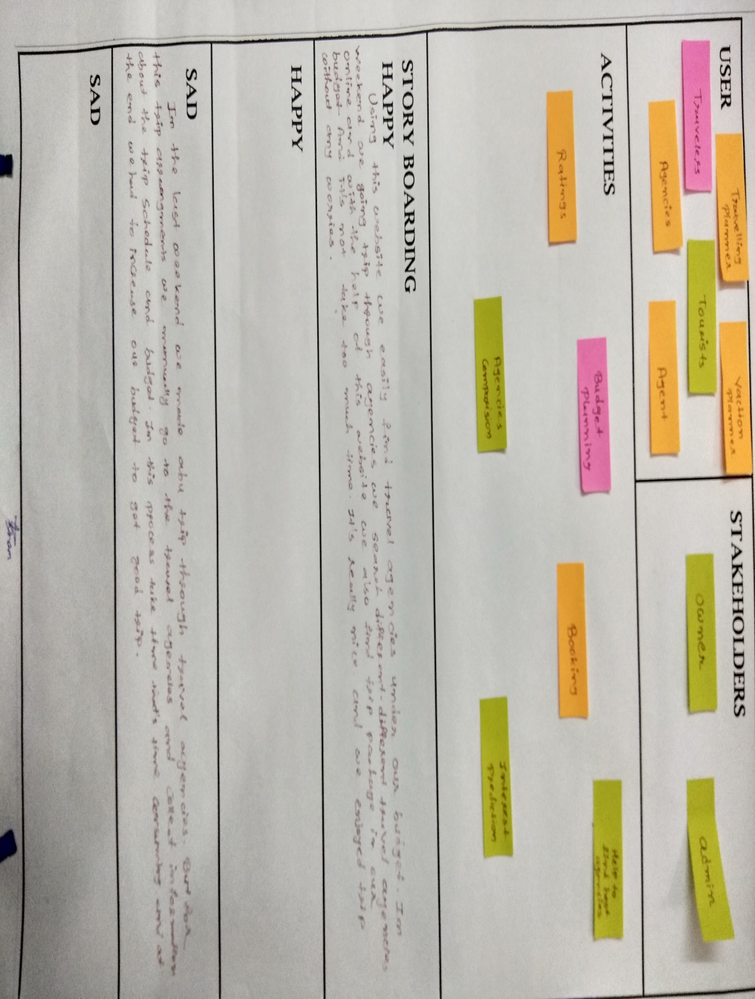 USER
Travelling
Planner
Vaction
Planner
Travelers
Tourists
Agencies
Agent
STAKEHOLDERS
Owner
admin
ACTIVITIES
Ratings
Budget
planning
Booking
Help to
find best
agencies
Agencies
Comparision
Interest
Prediction
STORY BOARDING
HAPPY
Using this website we easily find travel agencies under our budget. In
weekend we going trip through agencies we search different-different travel agencies
online and with the help of this website we also find trip package in our
budget. And it's not take too much time. It's really nice and we enjoyed trip
without any worries.
HAPPY
SAD
In the last weekend we made abu trip through travel agencies. But for
this trip arrangments we manually go to the travel agencies and collect information
about the trip schedule and budget. In this process take time that's time consuming and at
the end we had to increase our budget to get good trip.
SAD